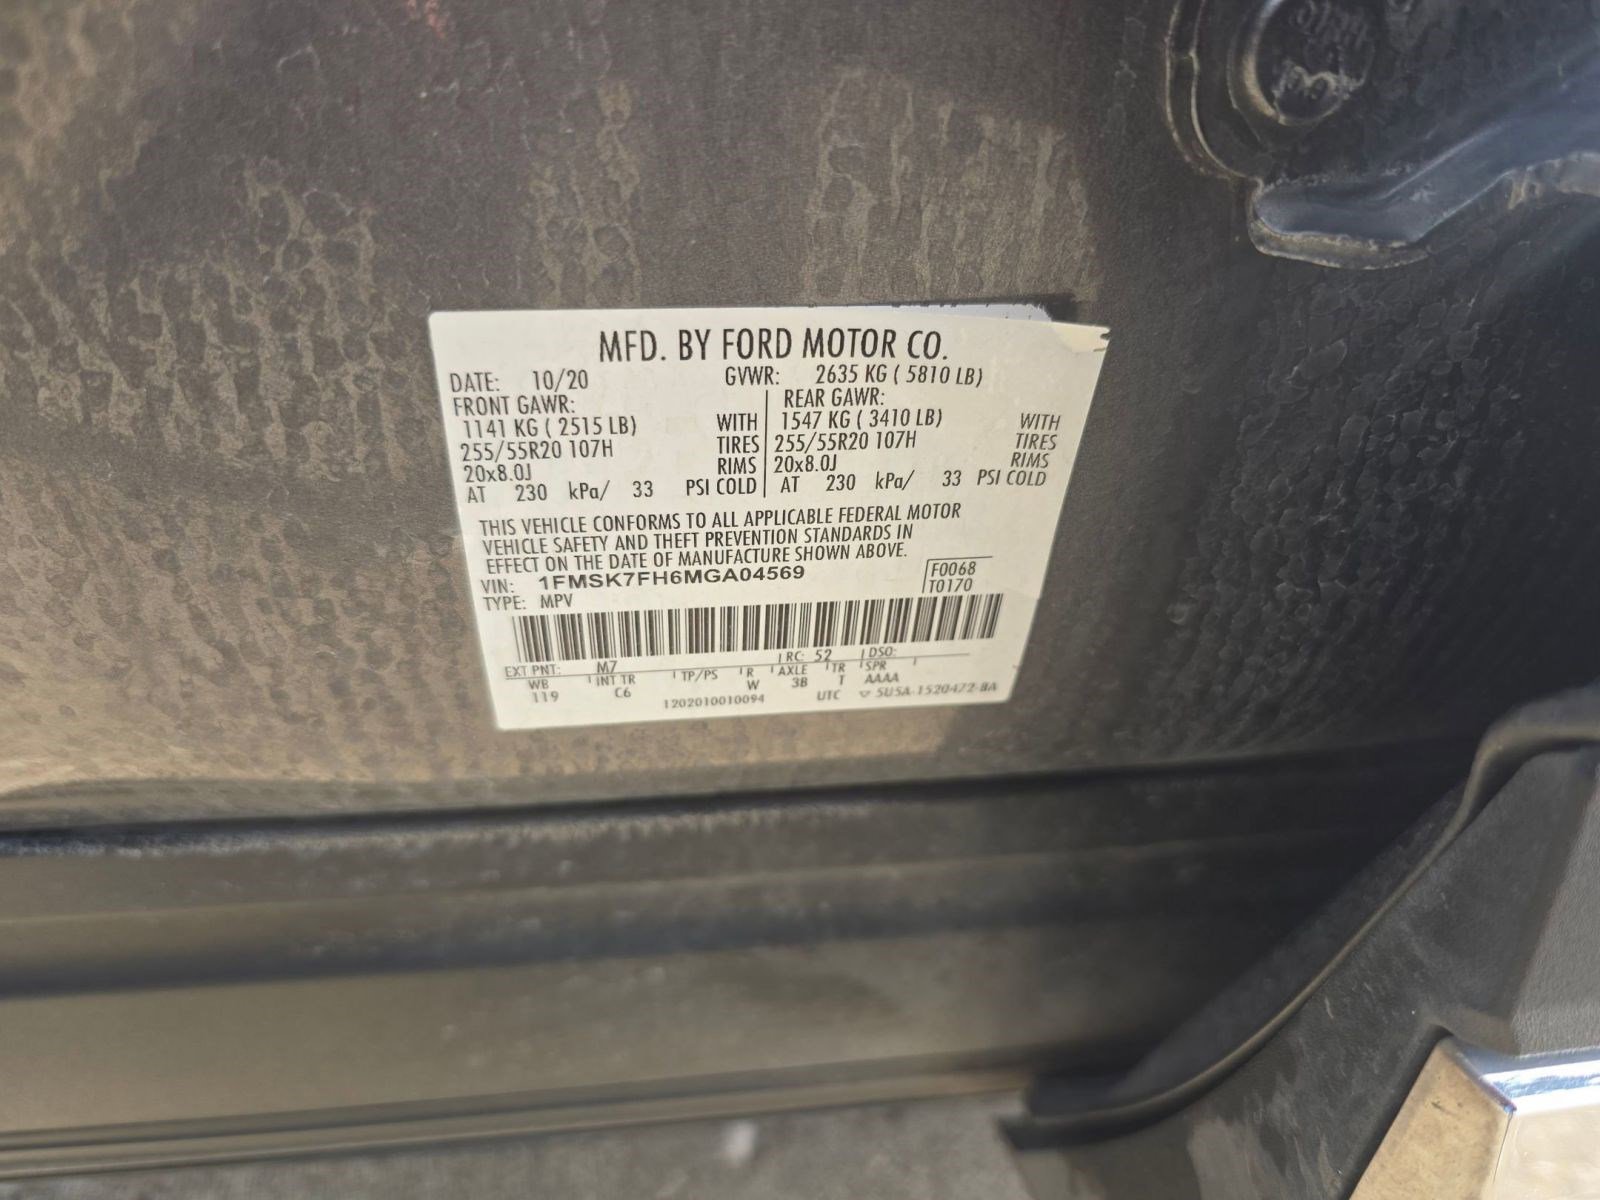 MFD. BY FORD MOTOR CO.
DATE: 10/20 GVWR: 2635 KG ( 5810 LB)
FRONT GAWR: REAR GAWR:
1141 KG ( 2515 LB) WITH 1547 KG ( 3410 LB) WITH
255/55R20 107H TIRES 255/55R20 107H TIRES
20x8.0J RIMS 20x8.0J RIMS
AT 230 kPa/ 33 PSI COLD AT 230 kPa/ 33 PSI COLD
THIS VEHICLE CONFORMS TO ALL APPLICABLE FEDERAL MOTOR
VEHICLE SAFETY AND THEFT PREVENTION STANDARDS IN
EFFECT ON THE DATE OF MANUFACTURE SHOWN ABOVE.
VIN: 1FMSK7FH6MGA04569 F0068
TYPE: MPV T0170
EXT PNT: M7 RC: 52 DSO:
WB INT TR TP/PS R AXLE TR SPR
119 C6 W 3B T AAAA
1202010010094 UTC 5U5A-1520472-BA